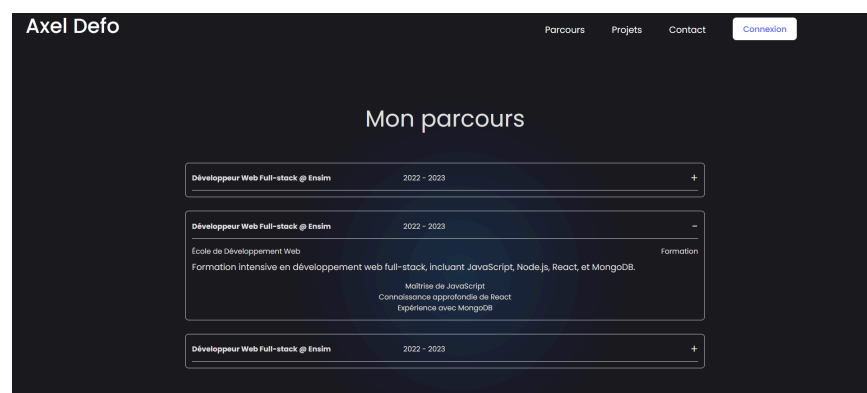 Axel Defo
Parcours Projets Contact Connexion
Mon parcours
Développeur Web Full-stack @ Ensim 2022 - 2023 +
Développeur Web Full-stack @ Ensim 2022 - 2023 -
École de Développement Web Formation
Formation intensive en développement web full-stack, incluant JavaScript, Node.js, React, et MongoDB.
Maîtrise de JavaScript
Connaissance approfondie de React
Expérience avec MongoDB
Développeur Web Full-stack @ Ensim 2022 - 2023 +